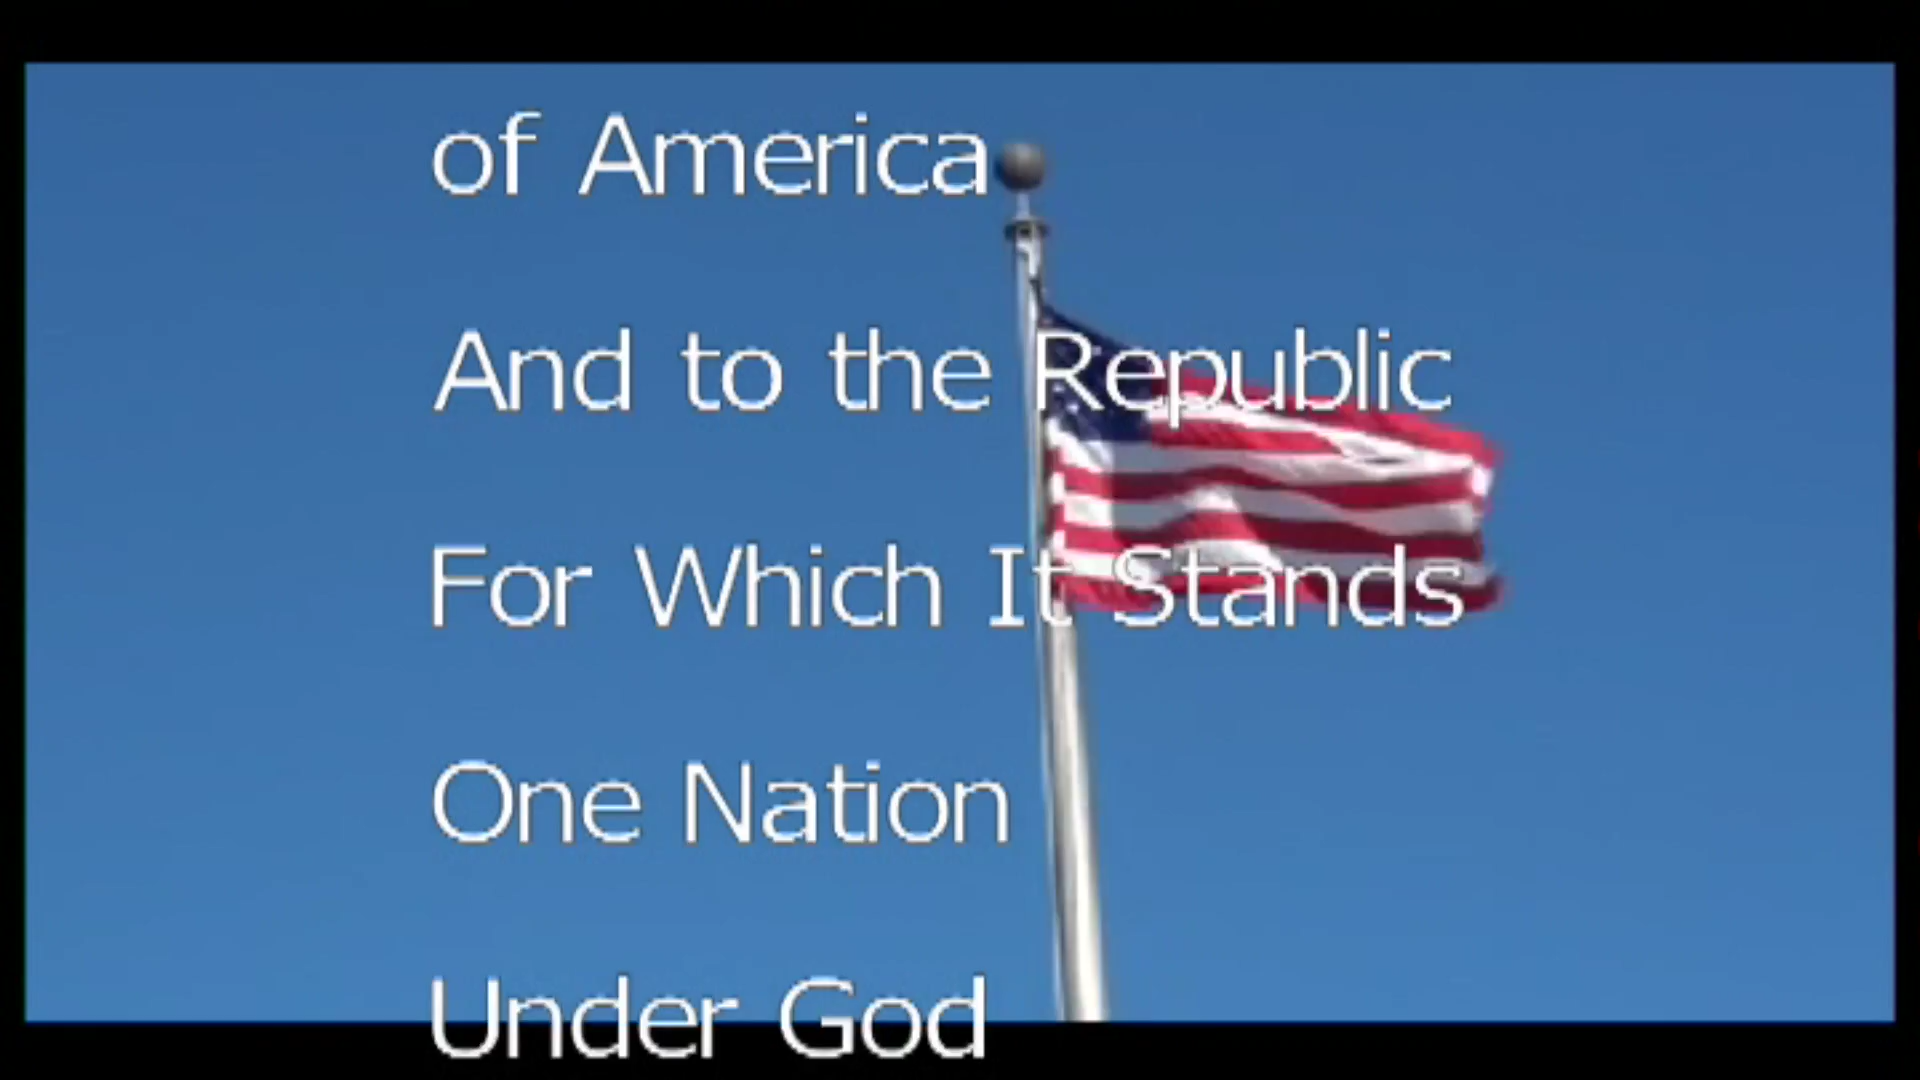 of America
And to the Republic
For Which It Stands
One Nation
Under God